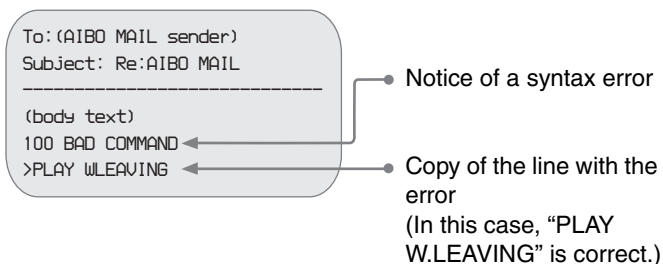 To:(AIBO MAIL sender)
Subject: Re:AIBO MAIL
------------------------------
(body text)
100 BAD COMMAND
>PLAY WLEAVING
Notice of a syntax error
Copy of the line with the
error
(In this case, “PLAY
W.LEAVING” is correct.)